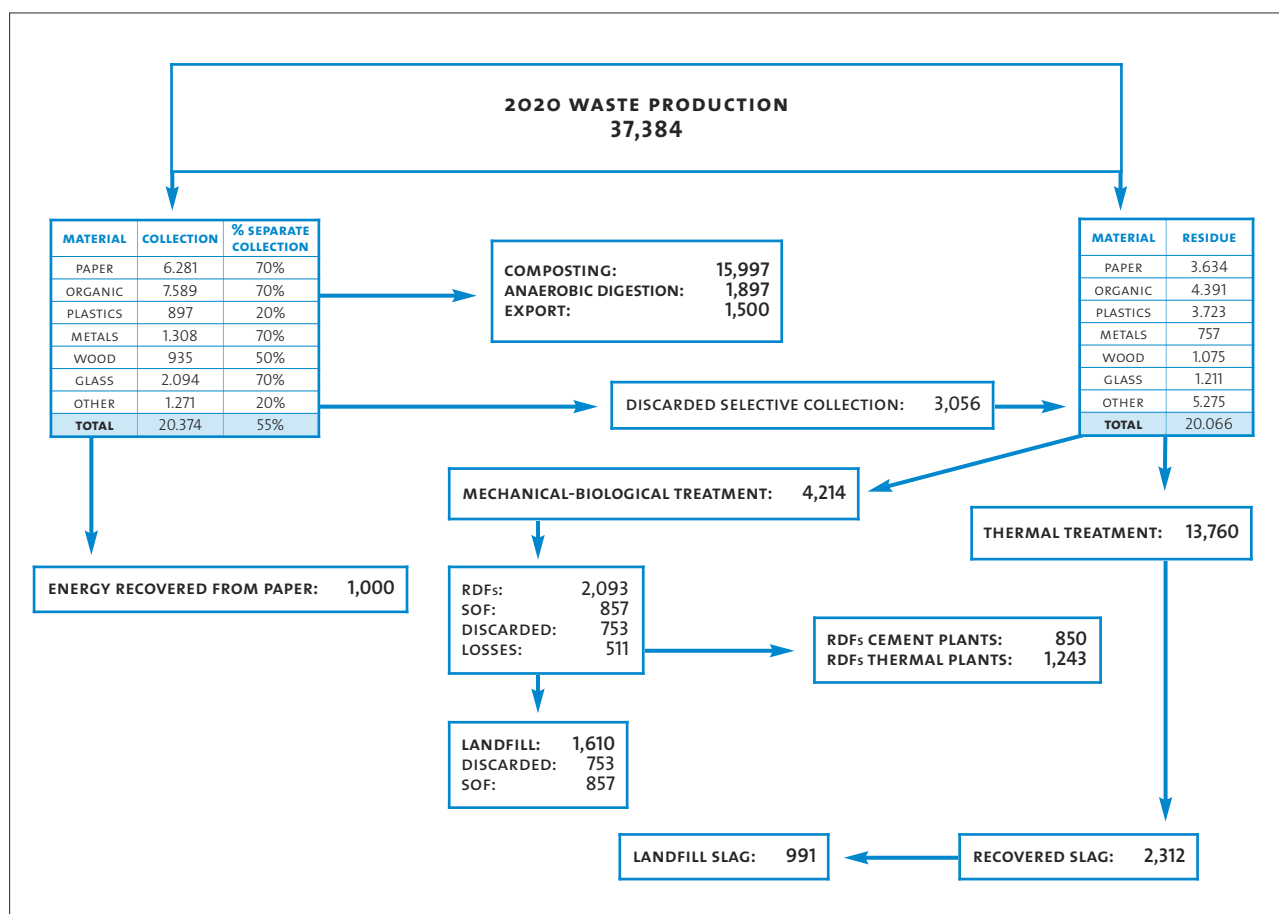 2020 WASTE PRODUCTION
37,384
MATERIAL COLLECTION % SEPARATE COLLECTION
PAPER 6.281 70%
ORGANIC 7.589 70%
PLASTICS 897 20%
METALS 1.308 70%
WOOD 935 50%
GLASS 2.094 70%
OTHER 1.271 20%
TOTAL 20.374 55%
COMPOSTING: 15,997
ANAEROBIC DIGESTION: 1,897
EXPORT: 1,500
MATERIAL RESIDUE
PAPER 3.634
ORGANIC 4.391
PLASTICS 3.723
METALS 757
WOOD 1.075
GLASS 1.211
OTHER 5.275
TOTAL 20.066
DISCARDED SELECTIVE COLLECTION: 3,056
MECHANICAL-BIOLOGICAL TREATMENT: 4,214
THERMAL TREATMENT: 13,760
ENERGY RECOVERED FROM PAPER: 1,000
RDFs: 2,093
SOF: 857
DISCARDED: 753
LOSSES: 511
RDFs CEMENT PLANTS: 850
RDFs THERMAL PLANTS: 1,243
LANDFILL: 1,610
DISCARDED: 753
SOF: 857
LANDFILL SLAG: 991
RECOVERED SLAG: 2,312